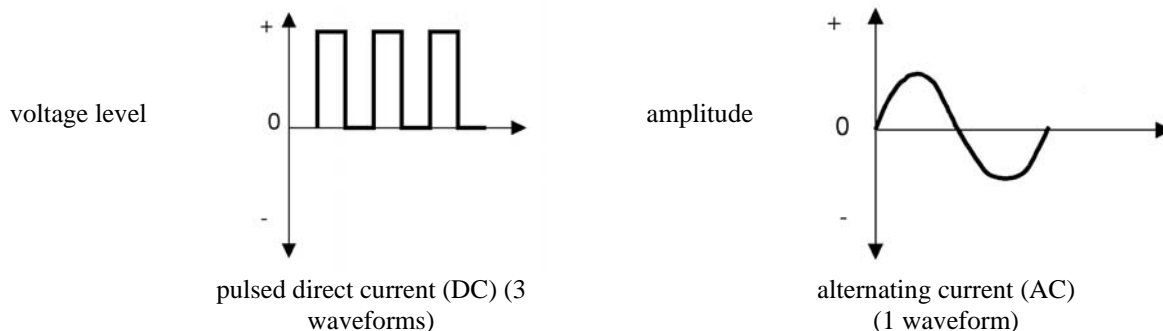 +
+
voltage level
amplitude
0
0
-
-
pulsed direct current (DC) (3
waveforms)
alternating current (AC)
(1 waveform)